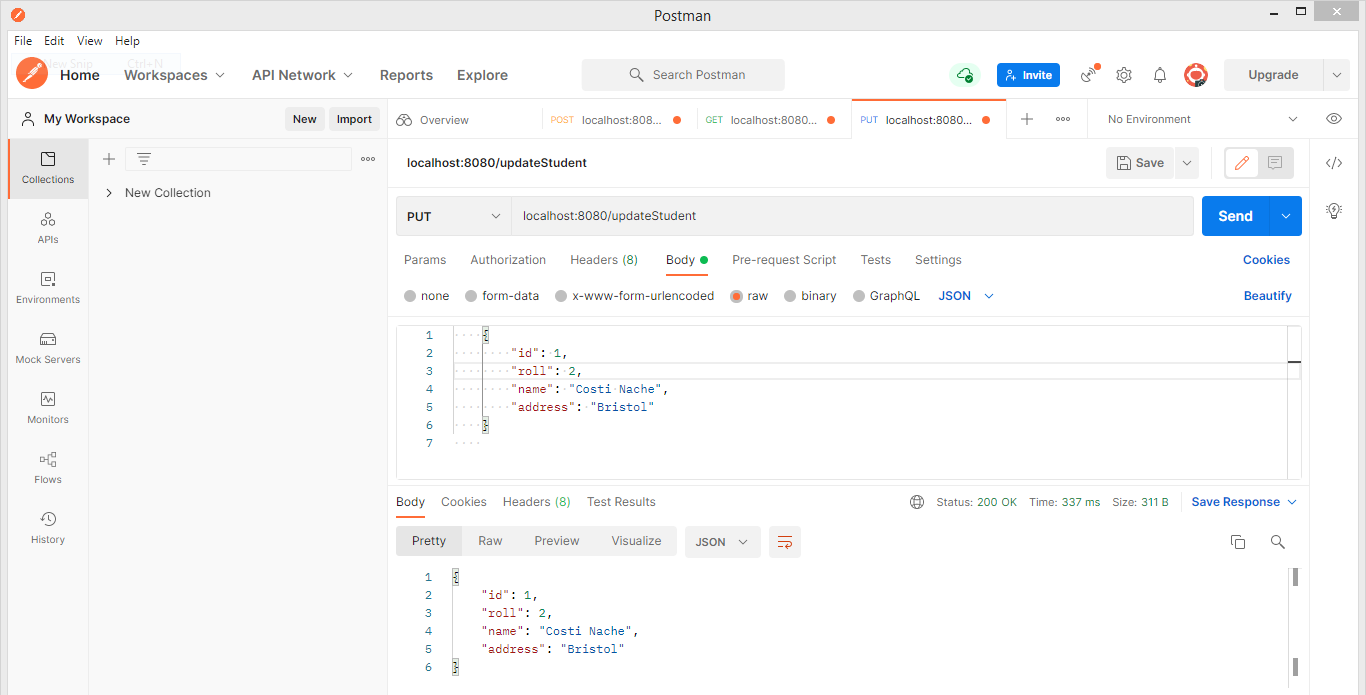 Postman
File Edit View Help
New Snip Ctrl+N
Home Workspaces API Network Reports Explore Search Postman Invite Upgrade
My Workspace New Import Overview POST localhost:808... GET localhost:8080... PUT localhost:8080... No Environment
Collections
APIs
Environments
Mock Servers
Monitors
Flows
History
New Collection
localhost:8080/updateStudent Save
PUT localhost:8080/updateStudent Send
Params Authorization Headers (8) Body Pre-request Script Tests Settings Cookies
none form-data x-www-form-urlencoded raw binary GraphQL JSON Beautify
1 {
2 "id": 1,
3 "roll": 2,
4 "name": "Costi Nache",
5 "address": "Bristol"
6 }
7
Body Cookies Headers (8) Test Results Status: 200 OK Time: 337 ms Size: 311 B Save Response
Pretty Raw Preview Visualize JSON
1 {
2 "id": 1,
3 "roll": 2,
4 "name": "Costi Nache",
5 "address": "Bristol"
6 }